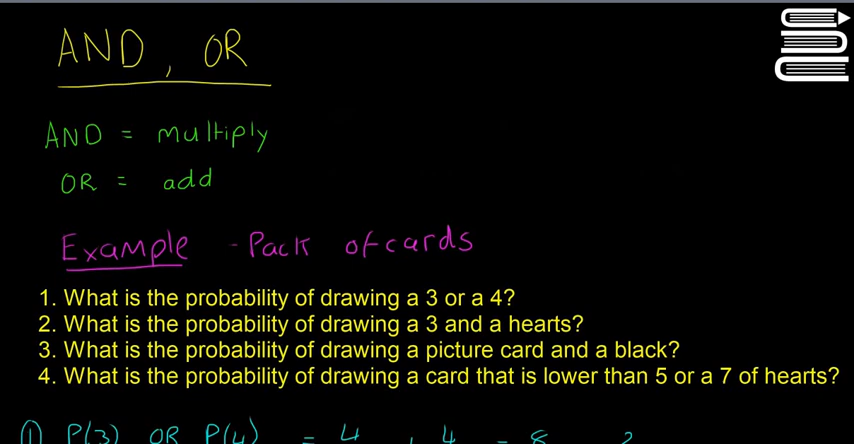 AND, OR
AND = multiply
OR = add
Example - Pack of cards
1. What is the probability of drawing a 3 or a 4?
2. What is the probability of drawing a 3 and a hearts?
3. What is the probability of drawing a picture card and a black?
4. What is the probability of drawing a card that is lower than 5 or a 7 of hearts?
① P(3) OR P(4) = 4 + 4 = 8